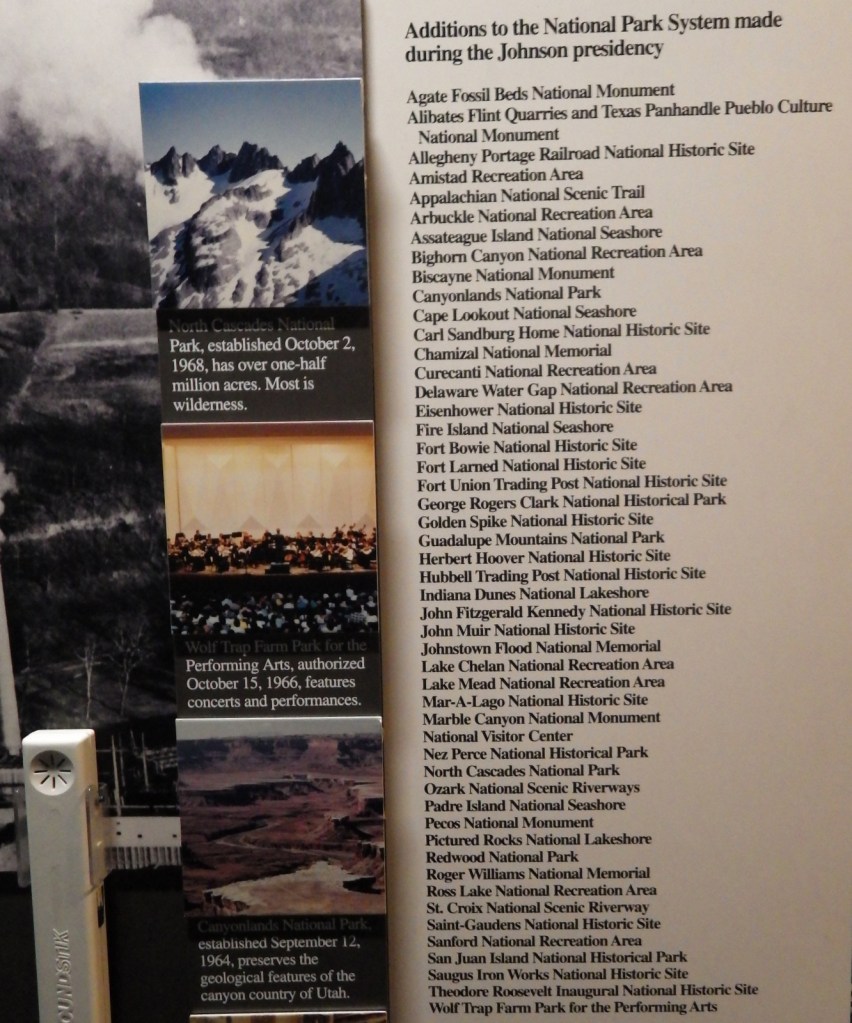 Additions to the National Park System made
during the Johnson presidency
Agate Fossil Beds National Monument
Alibates Flint Quarries and Texas Panhandle Pueblo Culture
National Monument
Allegheny Portage Railroad National Historic Site
Amistad Recreation Area
Appalachian National Scenic Trail
Arbuckle National Recreation Area
Assateague Island National Seashore
Bighorn Canyon National Recreation Area
Biscayne National Monument
Canyonlands National Park
Cape Lookout National Seashore
Carl Sandburg Home National Historic Site
Chamizal National Memorial
Curecanti National Recreation Area
Delaware Water Gap National Recreation Area
Eisenhower National Historic Site
Fire Island National Seashore
Fort Bowie National Historic Site
Fort Larned National Historic Site
Fort Union Trading Post National Historic Site
George Rogers Clark National Historical Park
Golden Spike National Historic Site
Guadalupe Mountains National Park
Herbert Hoover National Historic Site
Hubbell Trading Post National Historic Site
Indiana Dunes National Lakeshore
John Fitzgerald Kennedy National Historic Site
John Muir National Historic Site
Johnstown Flood National Memorial
Lake Chelan National Recreation Area
Lake Mead National Recreation Area
Mar-A-Lago National Historic Site
Marble Canyon National Monument
National Visitor Center
Nez Perce National Historical Park
North Cascades National Park
Ozark National Scenic Riverways
Padre Island National Seashore
Pecos National Monument
Pictured Rocks National Lakeshore
Redwood National Park
Roger Williams National Memorial
Ross Lake National Recreation Area
St. Croix National Scenic Riverway
Saint-Gaudens National Historic Site
Sanford National Recreation Area
San Juan Island National Historical Park
Saugus Iron Works National Historic Site
Theodore Roosevelt Inaugural National Historic Site
Wolf Trap Farm Park for the Performing Arts
North Cascades National
Park, established October 2,
1968, has over one-half
million acres. Most is
wilderness.
Wolf Trap Farm Park for the
Performing Arts, authorized
October 15, 1966, features
concerts and performances.
Canyonlands National Park,
established September 12,
1964, preserves the
geological features of the
canyon country of Utah.
OUNDSTIK